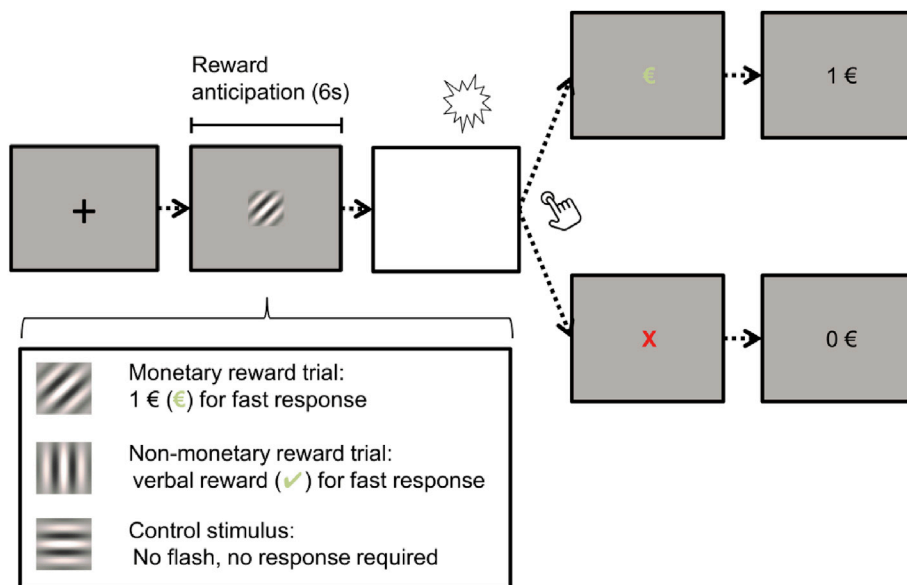 Reward
anticipation (6s)
+
€
1 €
X
0 €
Monetary reward trial:
1 € (€) for fast response
Non-monetary reward trial:
verbal reward (✔) for fast response
Control stimulus:
No flash, no response required